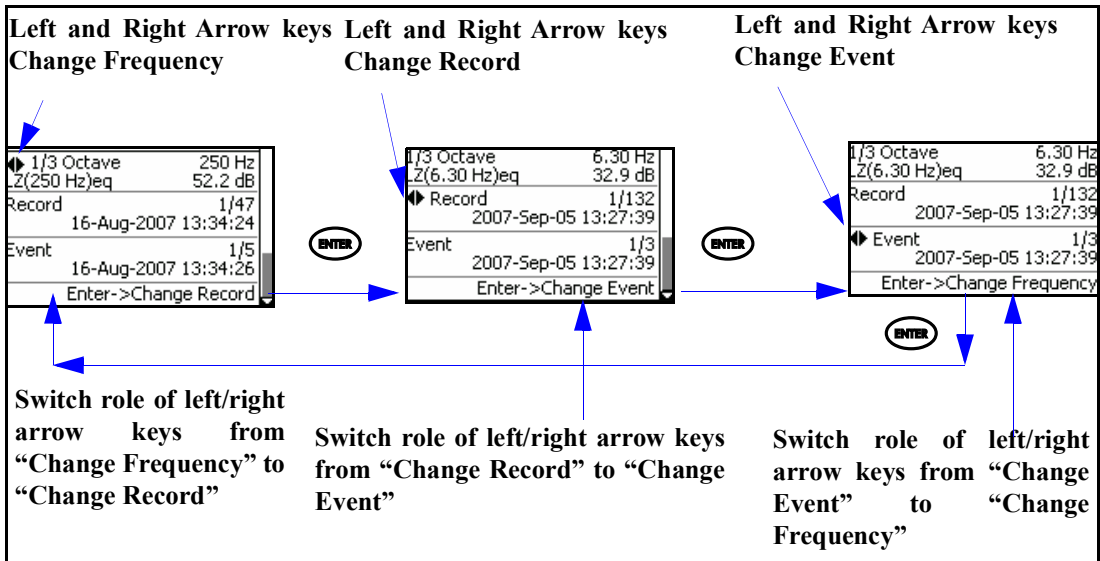 Left and Right Arrow keys
Change Frequency
Left and Right Arrow keys
Change Record
Left and Right Arrow keys
Change Event
1/3 Octave 250 Hz
LZ(250 Hz)eq 52.2 dB
Record 1/47
16-Aug-2007 13:34:24
Event 1/5
16-Aug-2007 13:34:26
Enter->Change Record
ENTER
1/3 Octave 6.30 Hz
LZ(6.30 Hz)eq 32.9 dB
Record 1/132
2007-Sep-05 13:27:39
Event 1/3
2007-Sep-05 13:27:39
Enter->Change Event
ENTER
1/3 Octave 6.30 Hz
LZ(6.30 Hz)eq 32.9 dB
Record 1/132
2007-Sep-05 13:27:39
Event 1/3
2007-Sep-05 13:27:39
Enter->Change Frequency
ENTER
Switch role of left/right
arrow keys from
“Change Frequency” to
“Change Record”
Switch role of left/right arrow keys
from “Change Record” to “Change
Event”
Switch role of left/right
arrow keys from “Change
Event” to “Change
Frequency”